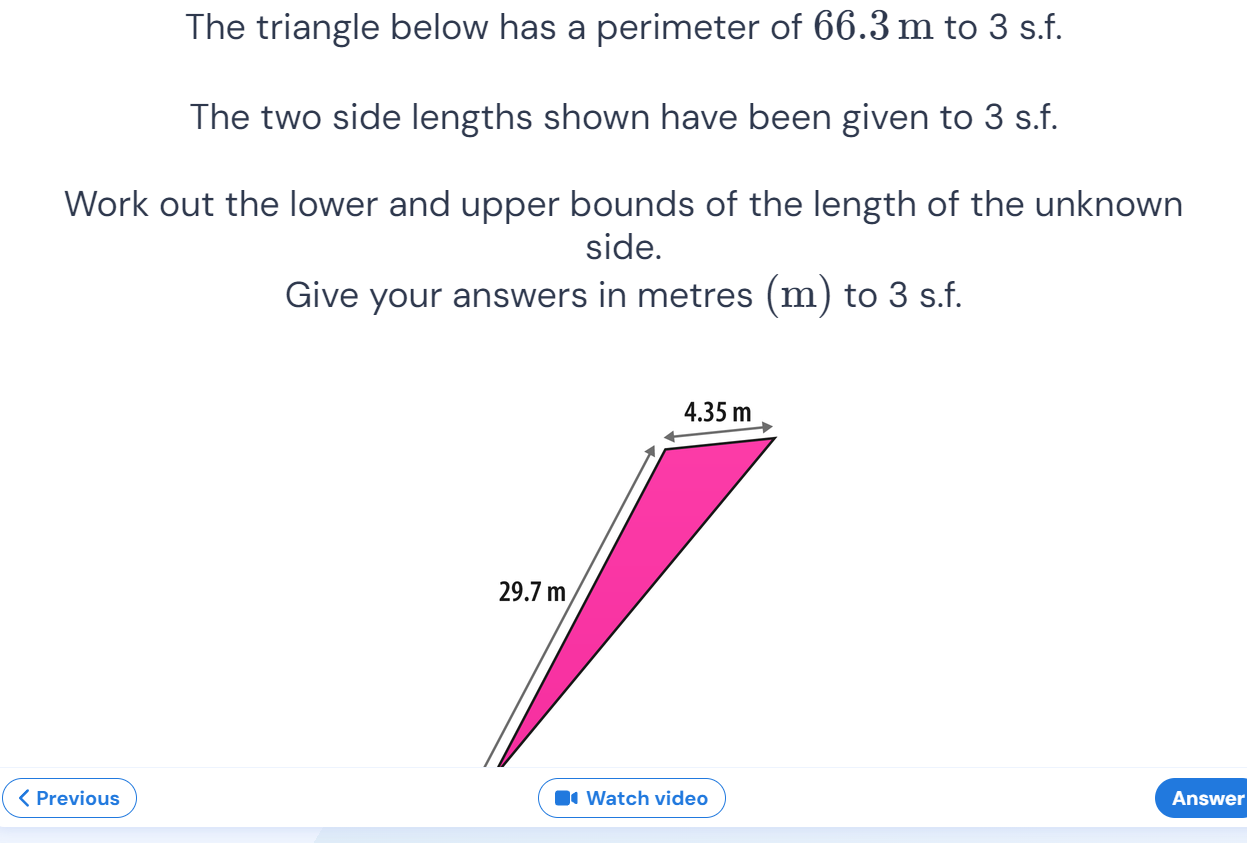 The triangle below has a perimeter of 66.3 m to 3 s.f.
The two side lengths shown have been given to 3 s.f.
Work out the lower and upper bounds of the length of the unknown
side.
Give your answers in metres (m) to 3 s.f.
4.35 m
29.7 m
Previous
Watch video
Answer